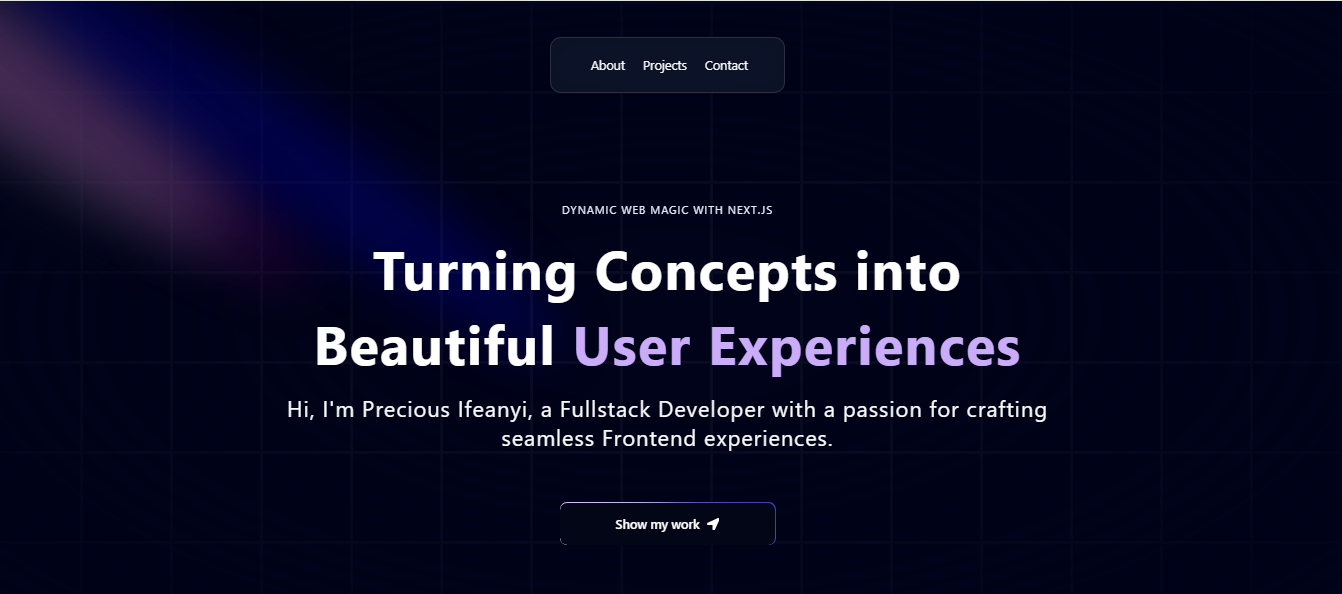 About Projects Contact
DYNAMIC WEB MAGIC WITH NEXT.JS
Turning Concepts into
Beautiful User Experiences
Hi, I'm Precious Ifeanyi, a Fullstack Developer with a passion for crafting
seamless Frontend experiences.
Show my work